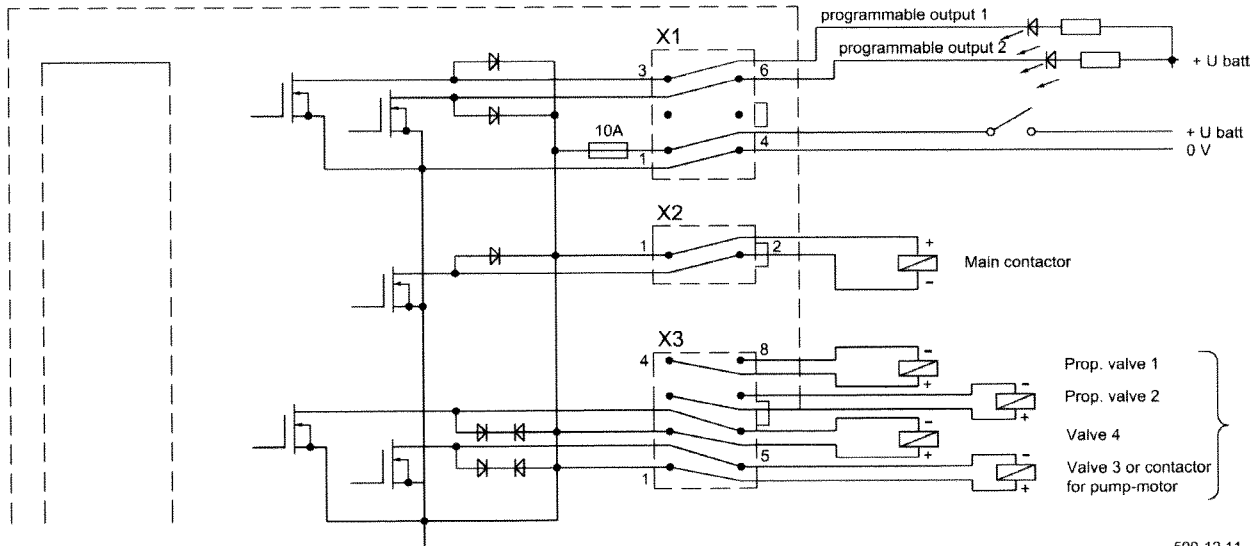 programmable output 1
X1
programmable output 2
3
6
+ U batt
10A
+ U batt
1
4
0 V
X2
1
2
+
-
Main contactor
X3
4
8
-
+
Prop. valve 1
-
+
Prop. valve 2
-
+
Valve 4
5
1
-
+
Valve 3 or contactor
for pump-motor